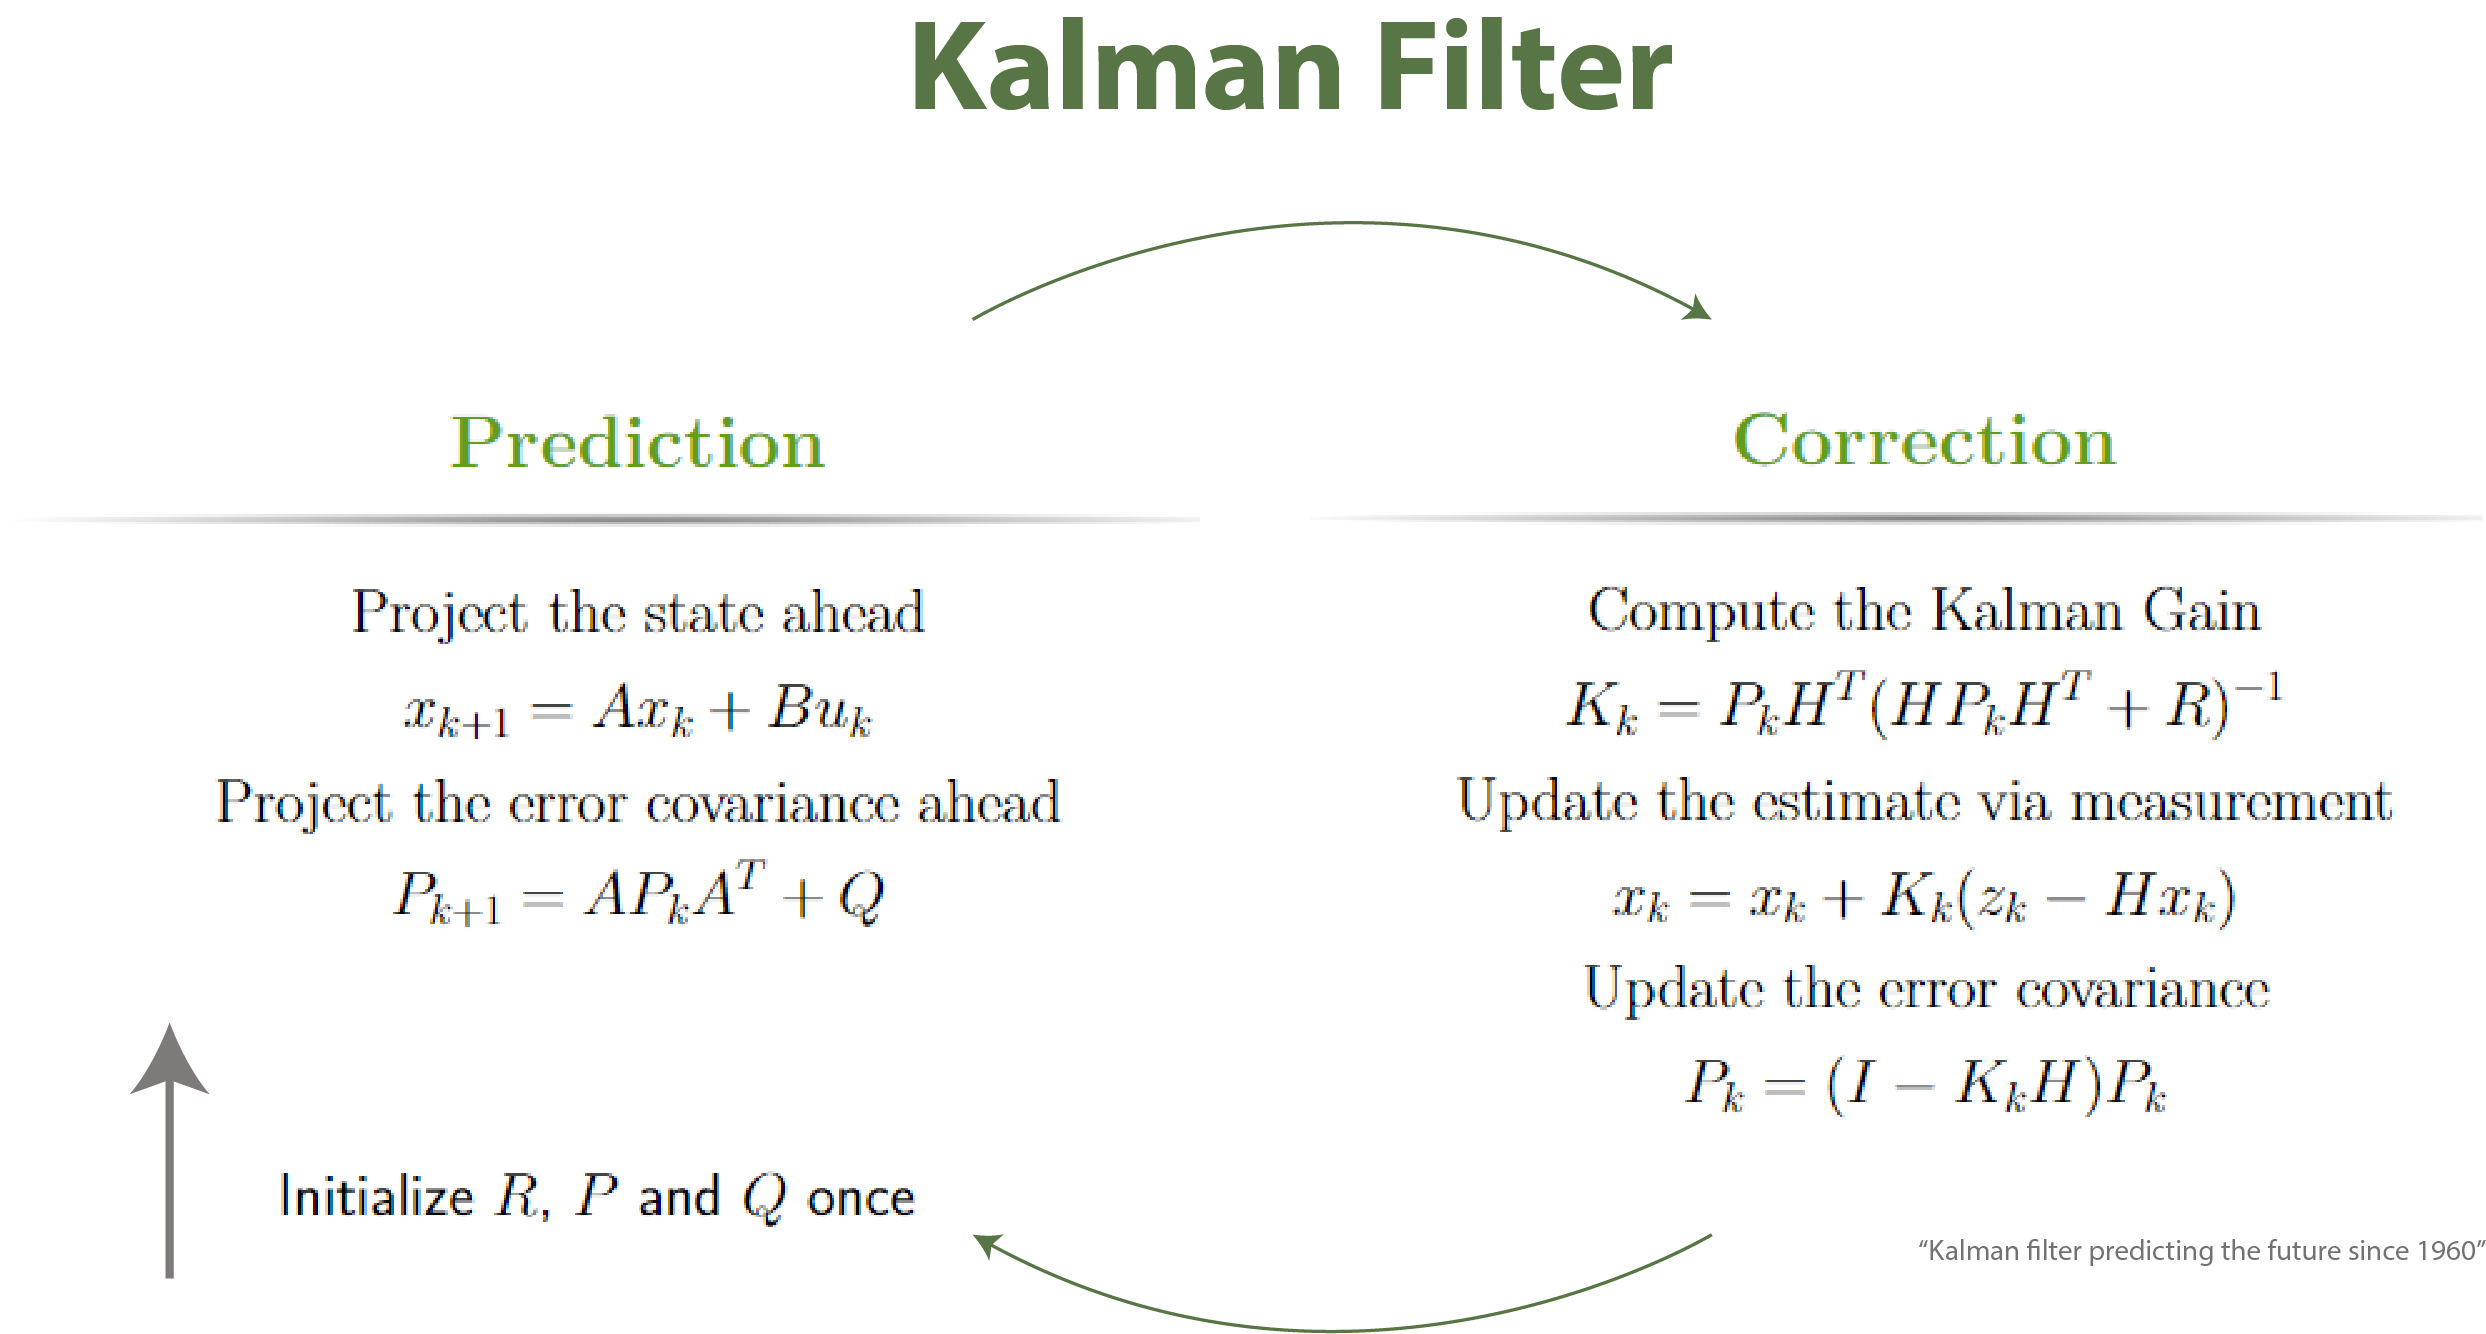 Kalman Filter
Prediction
Project the state ahead
x_{k+1} = Ax_k + Bu_k
Project the error covariance ahead
P_{k+1} = AP_kA^T + Q
Initialize R, P and Q once
Correction
Compute the Kalman Gain
K_k = P_kH^T(HP_kH^T + R)^{-1}
Update the estimate via measurement
x_k = x_k + K_k(z_k − Hx_k)
Update the error covariance
P_k = (I − K_kH)P_k
“Kalman filter predicting the future since 1960”